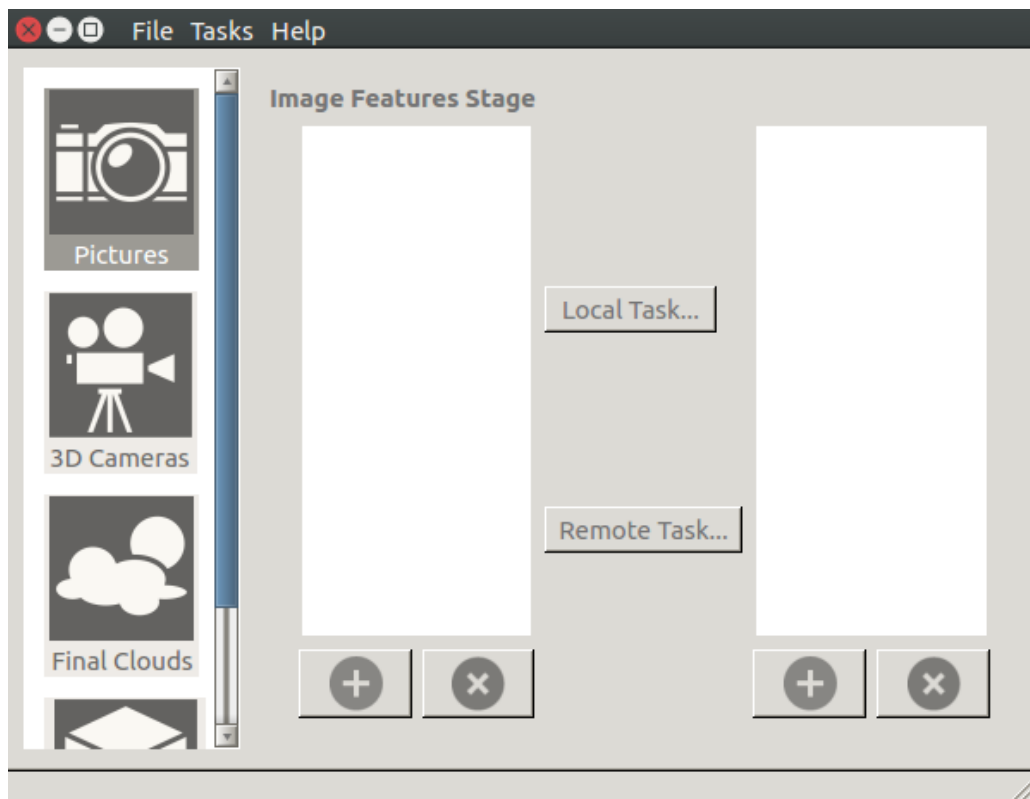 File Tasks Help
Image Features Stage
Pictures
3D Cameras
Final Clouds
Local Task...
Remote Task...